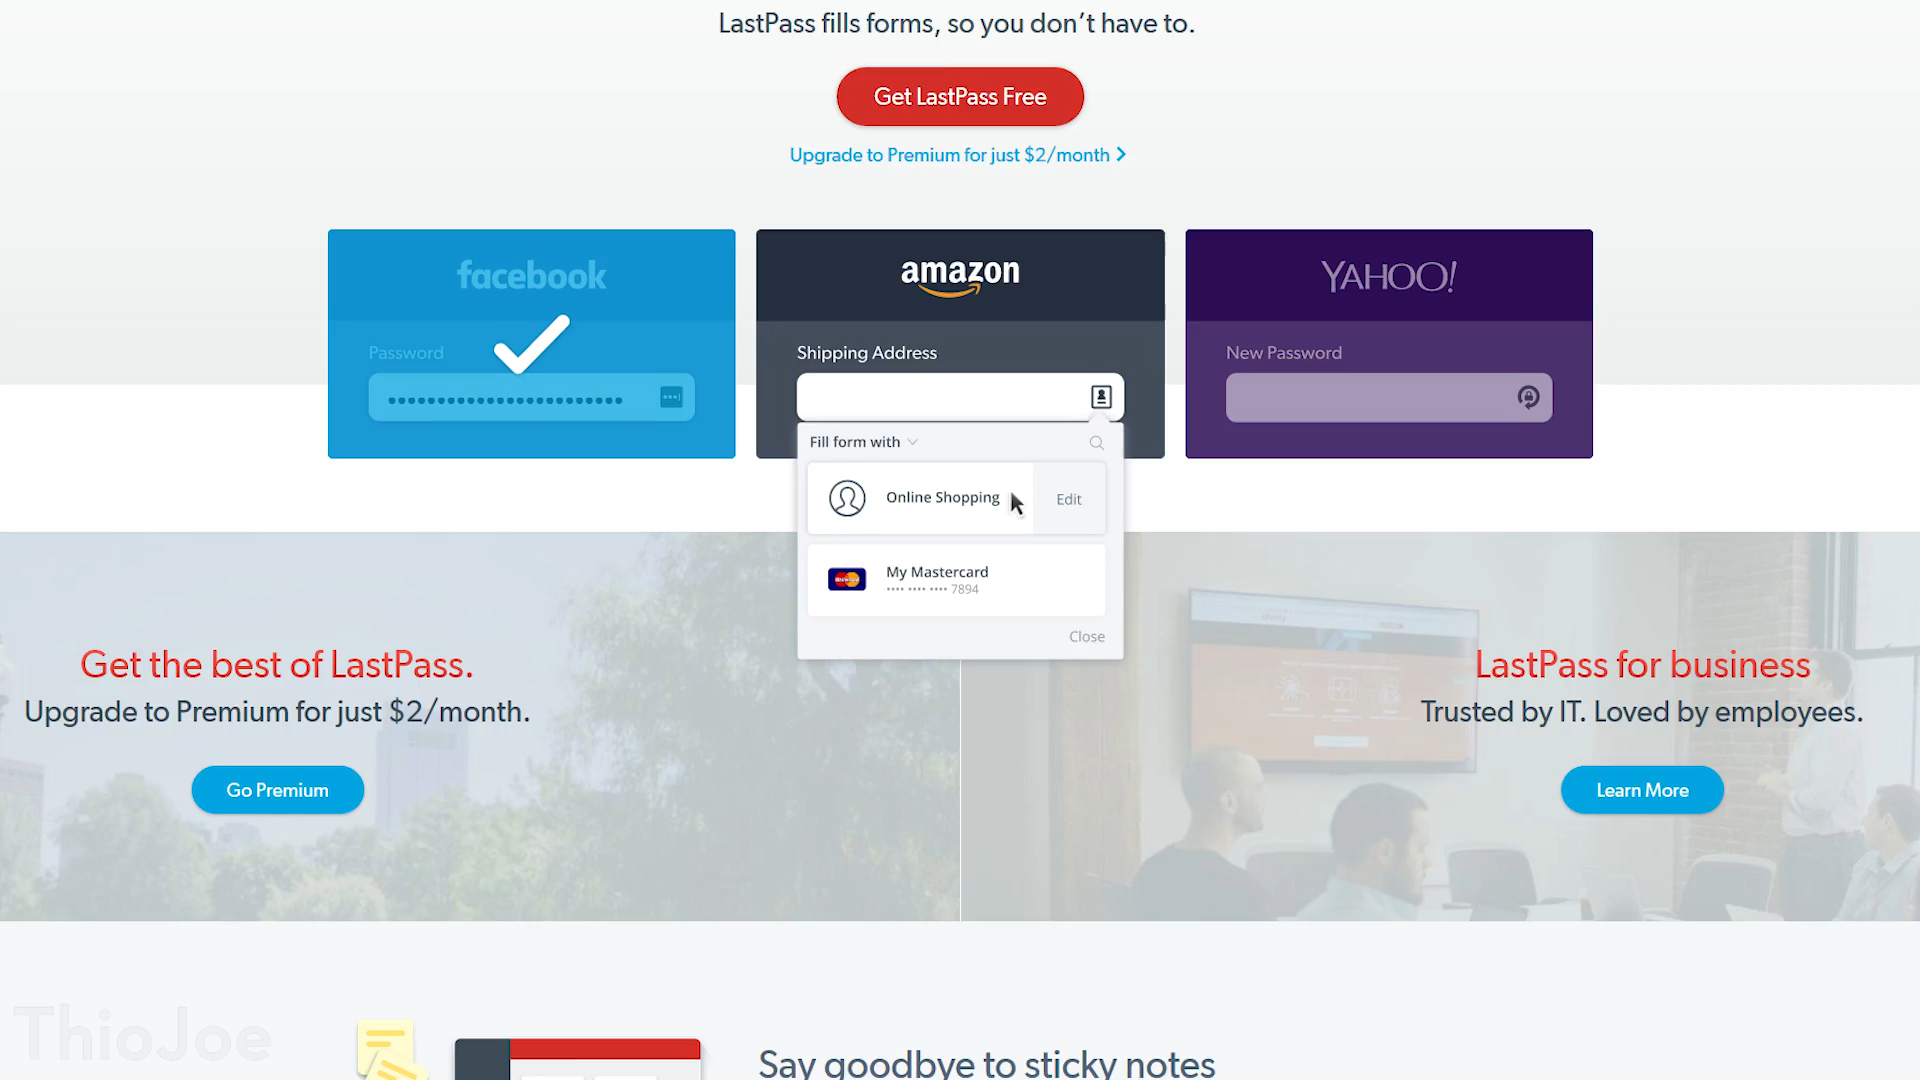 LastPass fills forms, so you don't have to.
Get LastPass Free
Upgrade to Premium for just $2/month
facebook
Password
amazon
Shipping Address
YAHOO!
New Password
Fill form with
Online Shopping
Edit
My Mastercard
•••• •••• •••• 7894
Close
Get the best of LastPass.
Upgrade to Premium for just $2/month.
Go Premium
LastPass for business
Trusted by IT. Loved by employees.
Learn More
ThioJoe
Say goodbye to sticky notes